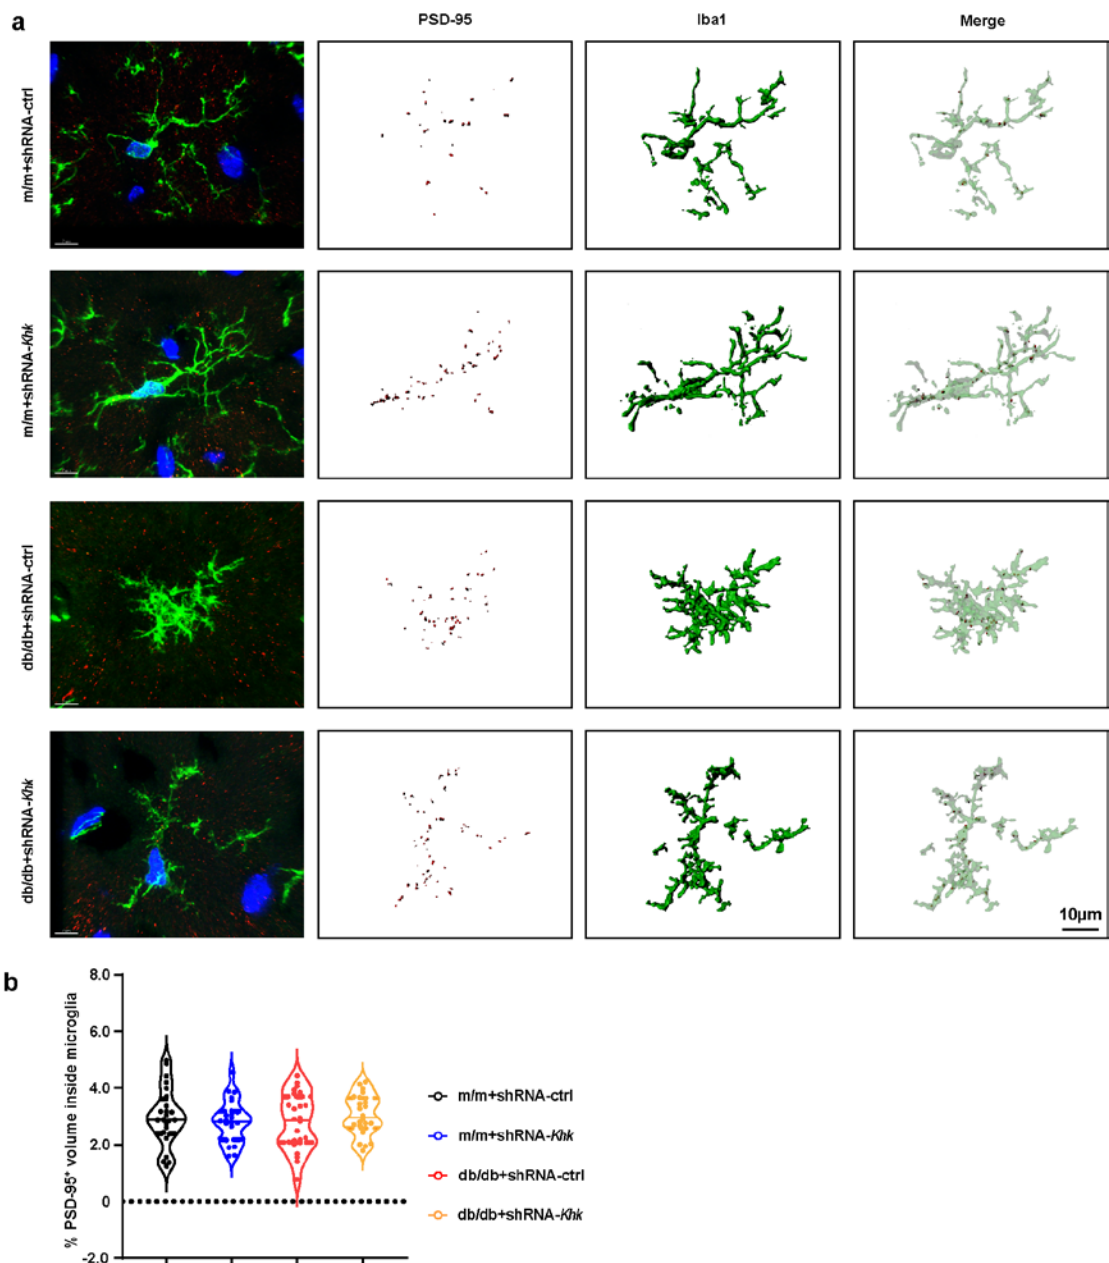 a
PSD-95
Iba1
Merge
m/m+shRNA-ctrl
m/m+shRNA-Khk
db/db+shRNA-ctrl
db/db+shRNA-Khk
10μm
b
% PSD-95⁺ volume inside microglia
8.0
6.0
4.0
2.0
0
-2.0
m/m+shRNA-ctrl
m/m+shRNA-Khk
db/db+shRNA-ctrl
db/db+shRNA-Khk